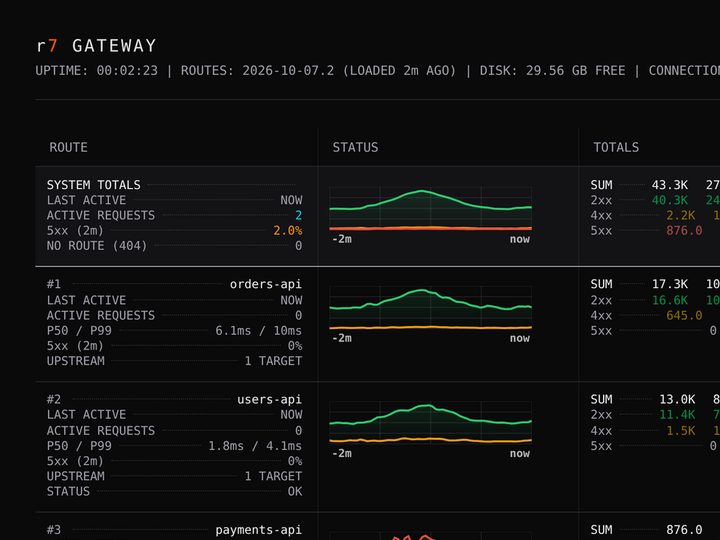 r7 GATEWAY
UPTIME: 00:02:23 | ROUTES: 2026-10-07.2 (LOADED 2m AGO) | DISK: 29.56 GB FREE |
ROUTE STATUS TOTALS
SYSTEM TOTALS SUM 43.3K 27
LAST ACTIVE NOW 2xx 40.3K 24
ACTIVE REQUESTS 2 4xx 2.2K 1
5xx (2m) 2.0% 5xx 876.0
NO ROUTE (404) 0
-2m now
#1 orders-api SUM 17.3K 10
LAST ACTIVE NOW 2xx 16.6K 10
ACTIVE REQUESTS 0 4xx 645.0
P50 / P99 6.1ms / 10ms 5xx 0
5xx (2m) 0%
UPSTREAM 1 TARGET
-2m now
#2 users-api SUM 13.0K 8
LAST ACTIVE NOW 2xx 11.4K 7
ACTIVE REQUESTS 0 4xx 1.5K 1
P50 / P99 1.8ms / 4.1ms 5xx 0
5xx (2m) 0%
UPSTREAM 1 TARGET
STATUS OK
-2m now
#3 payments-api SUM 876.0